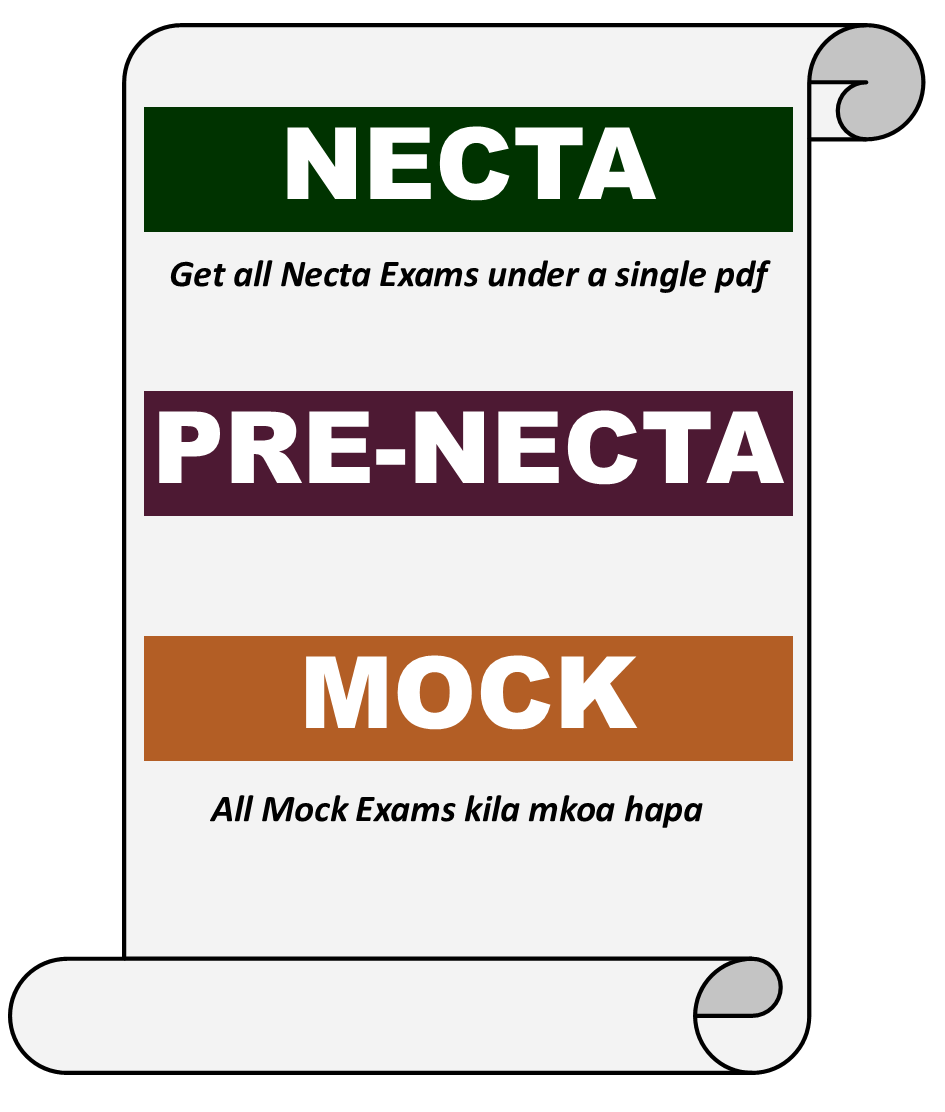 NECTA
Get all Necta Exams under a single pdf
PRE-NECTA
MOCK
All Mock Exams kila mkoa hapa